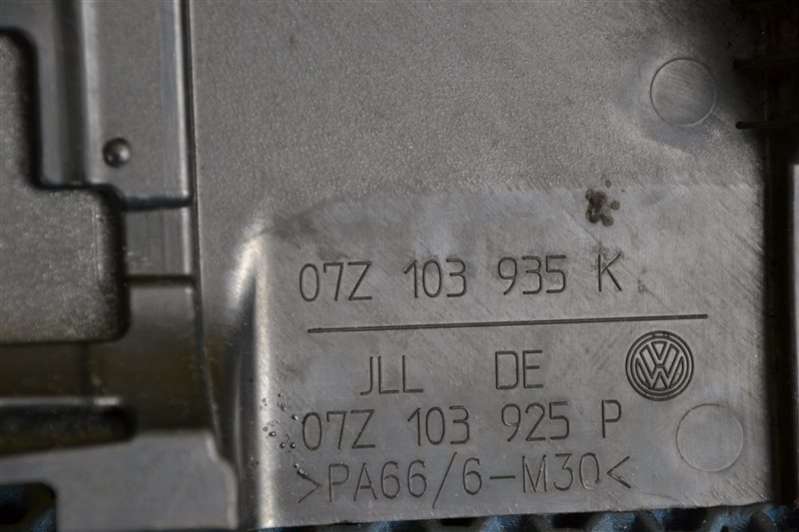 07Z 103 935 K
JLL DE
07Z 103 925 P
>PA66/6-M30<